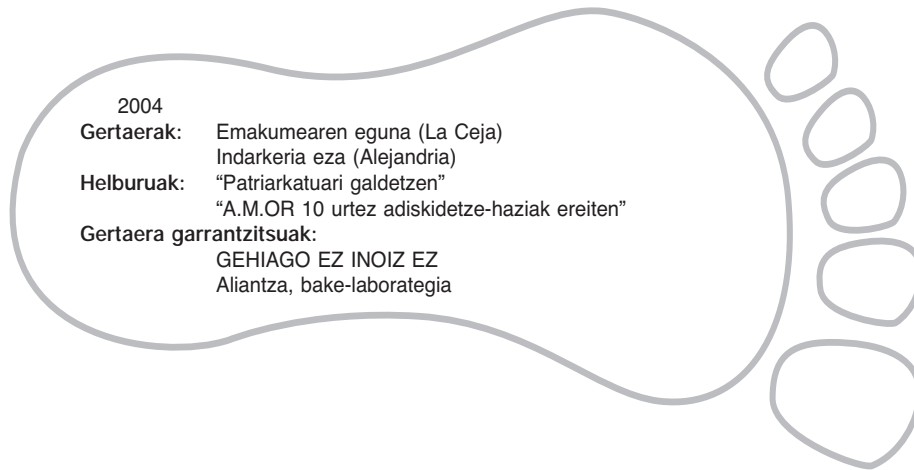 2004
Gertaerak: Emakumearen eguna (La Ceja)
Indarkeria eza (Alejandria)
Helburuak: “Patriarkatuari galdetzen”
“A.M.OR 10 urtez adiskidetze-haziak ereiten”
Gertaera garrantzitsuak:
GEHIAGO EZ INOIZ EZ
Aliantza, bake-laborategia